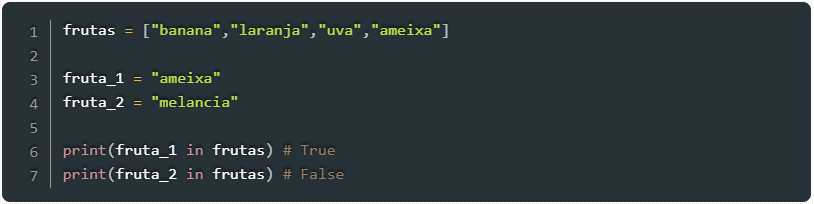 1 frutas = ["banana","laranja","uva","ameixa"]
2
3 fruta_1 = "ameixa"
4 fruta_2 = "melancia"
5
6 print(fruta_1 in frutas) # True
7 print(fruta_2 in frutas) # False